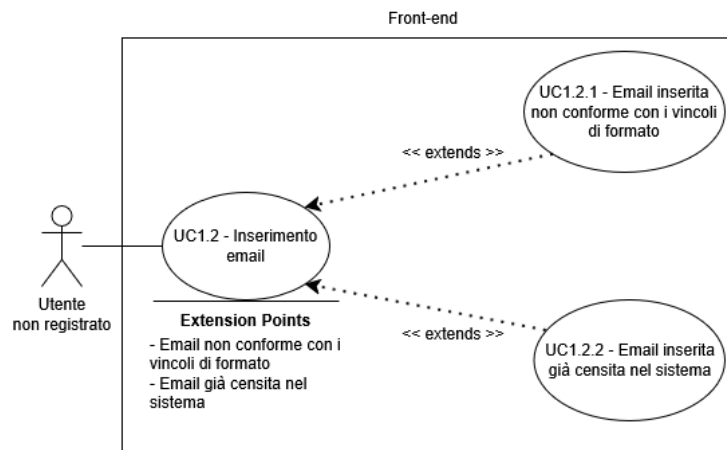 Front-end
UC1.2.1 - Email inserita
non conforme con i vincoli
di formato
<< extends >>
UC1.2 - Inserimento
email
Utente
non registrato
Extension Points
- Email non conforme con i
vincoli di formato
- Email già censita nel
sistema
<< extends >>
UC1.2.2 - Email inserita
già censita nel sistema